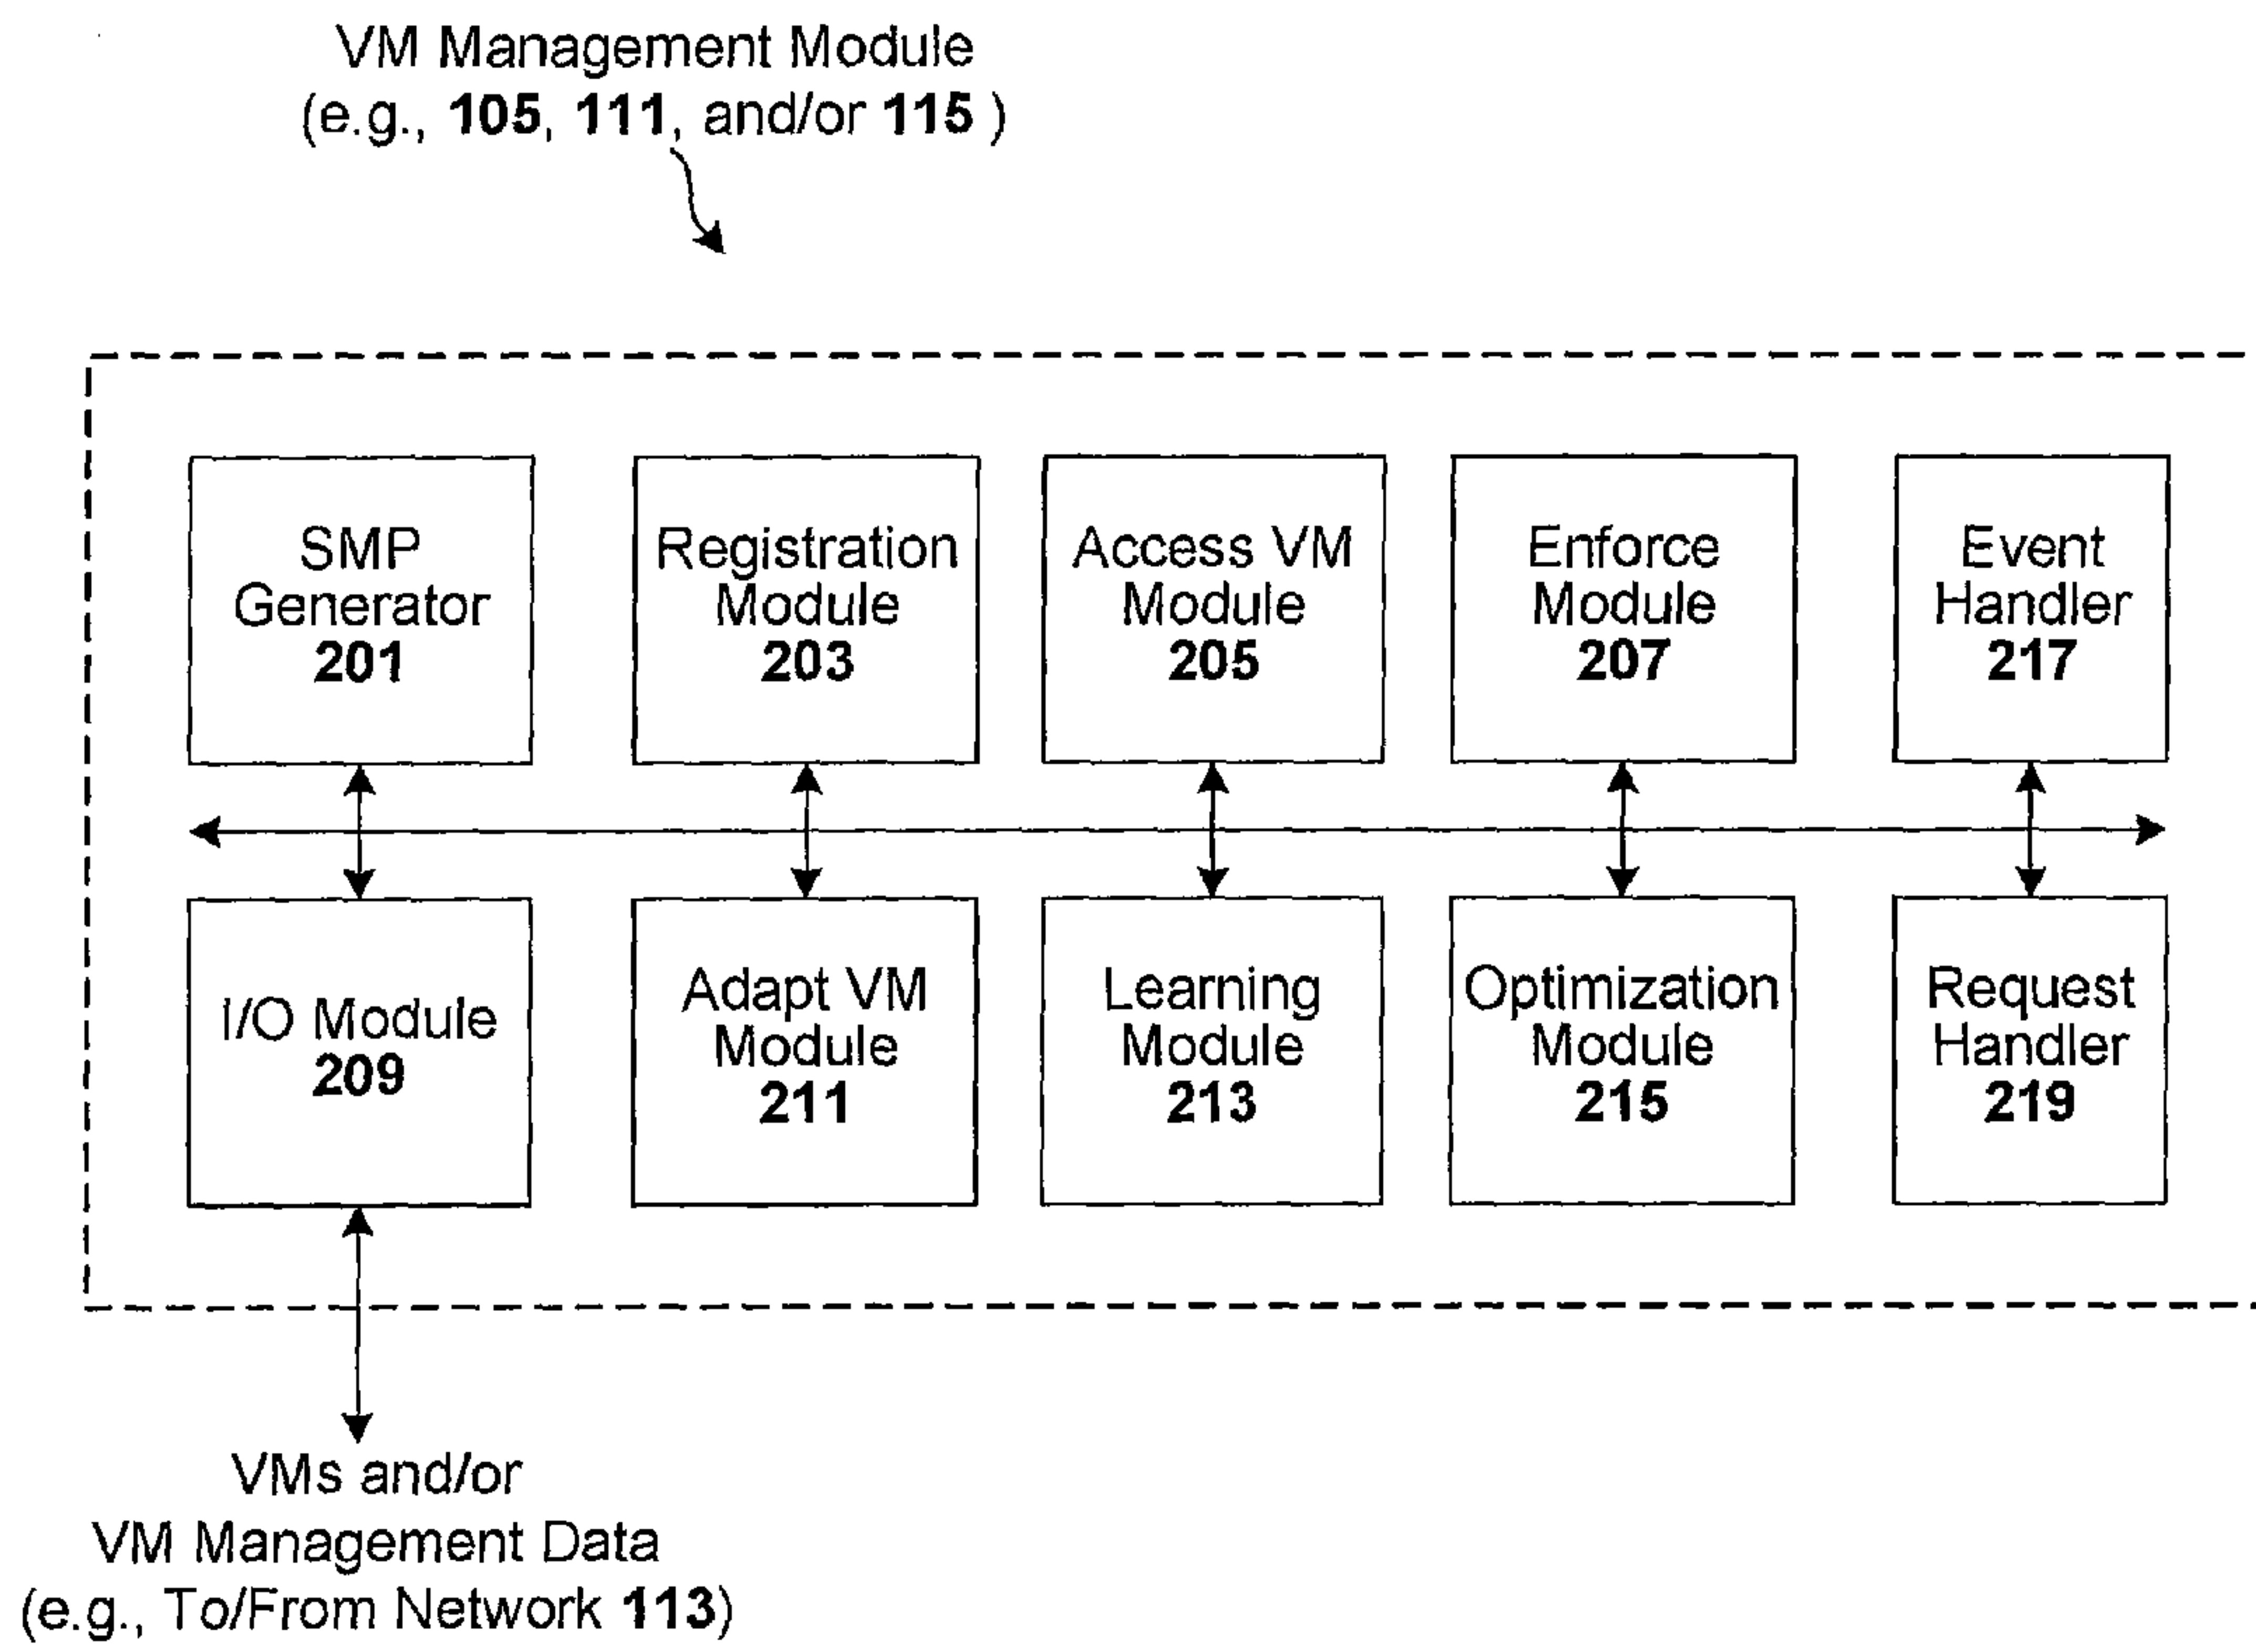 VM Management Module
(e.g., 105, 111, and/or 115 )
SMP
Generator
201
Registration
Module
203
Access VM
Module
205
Enforce
Module
207
Event
Handler
217
I/O Module
209
Adapt VM
Module
211
Learning
Module
213
Optimization
Module
215
Request
Handler
219
VMs and/or
VM Management Data
(e.g., To/From Network 113)